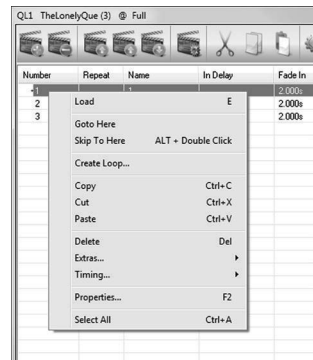 QL1 TheLonelyQue (3) @ Full
Number Repeat Name In Delay Fade In
1 1 2.000s
2 2.000s
3 2.000s
Load E
Goto Here
Skip To Here ALT + Double Click
Create Loop...
Copy Ctrl+C
Cut Ctrl+X
Paste Ctrl+V
Delete Del
Extras...
Timing...
Properties... F2
Select All Ctrl+A